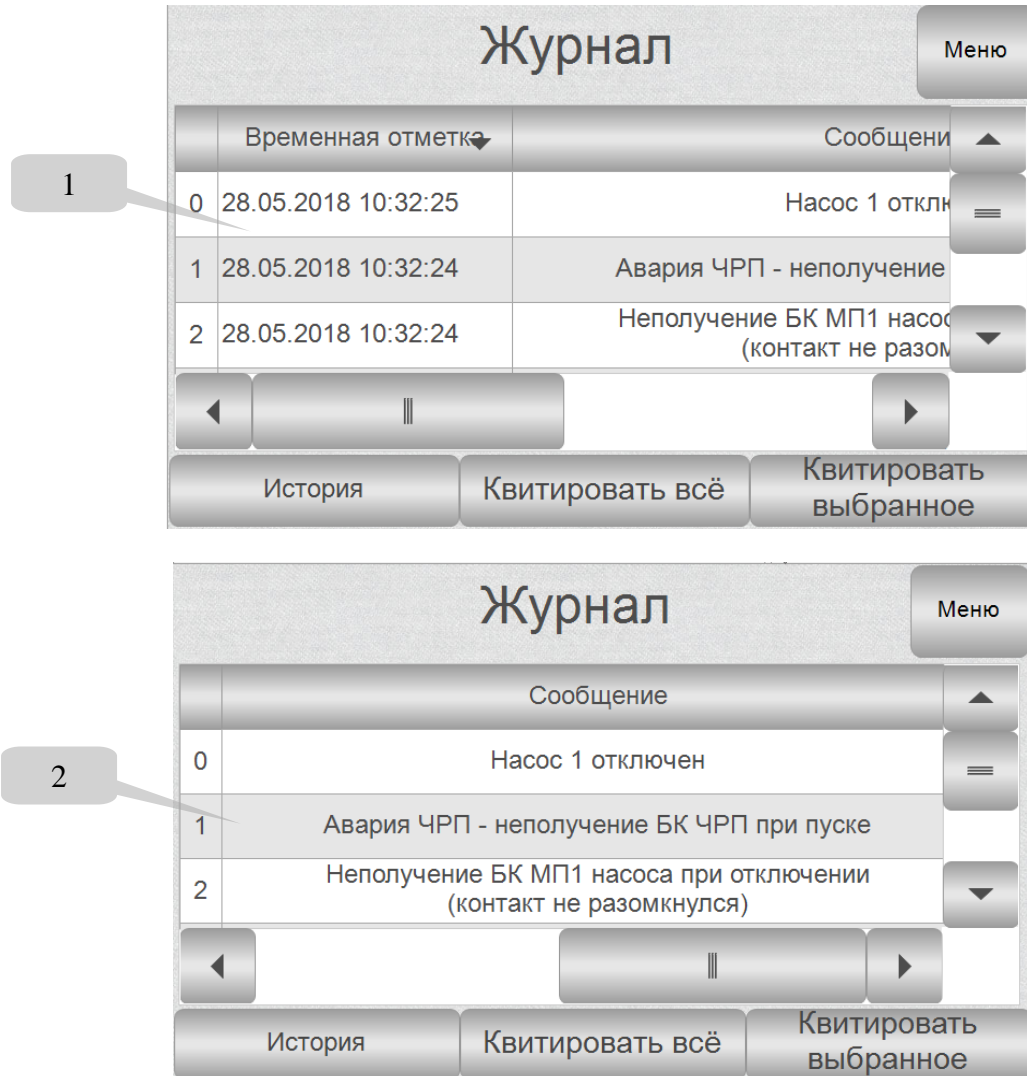 Журнал
Меню
Временная отметка
Сообщени
1
0 28.05.2018 10:32:25 Насос 1 отклю
1 28.05.2018 10:32:24 Авария ЧРП - неполучение
2 28.05.2018 10:32:24 Неполучение БК МП1 насос
(контакт не разом
История
Квитировать всё
Квитировать
выбранное
Журнал
Меню
Сообщение
0 Насос 1 отключен
2
1 Авария ЧРП - неполучение БК ЧРП при пуске
2 Неполучение БК МП1 насоса при отключении
(контакт не разомкнулся)
История
Квитировать всё
Квитировать
выбранное